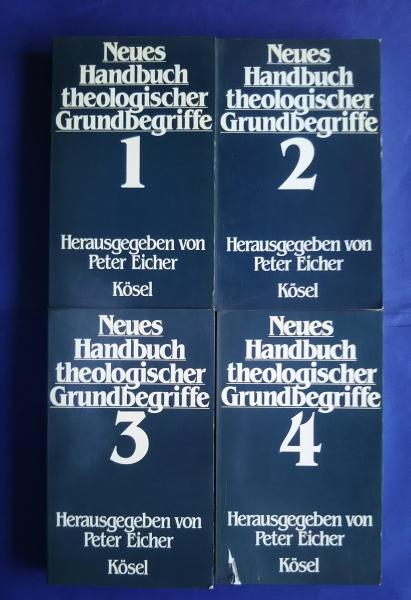 Neues
Handbuch
theologischer
Grundbegriffe
1
Herausgegeben von
Peter Eicher
Kösel
Neues
Handbuch
theologischer
Grundbegriffe
2
Herausgegeben von
Peter Eicher
Kösel
Neues
Handbuch
theologischer
Grundbegriffe
3
Herausgegeben von
Peter Eicher
Kösel
Neues
Handbuch
theologischer
Grundbegriffe
4
Herausgegeben von
Peter Eicher
Kösel